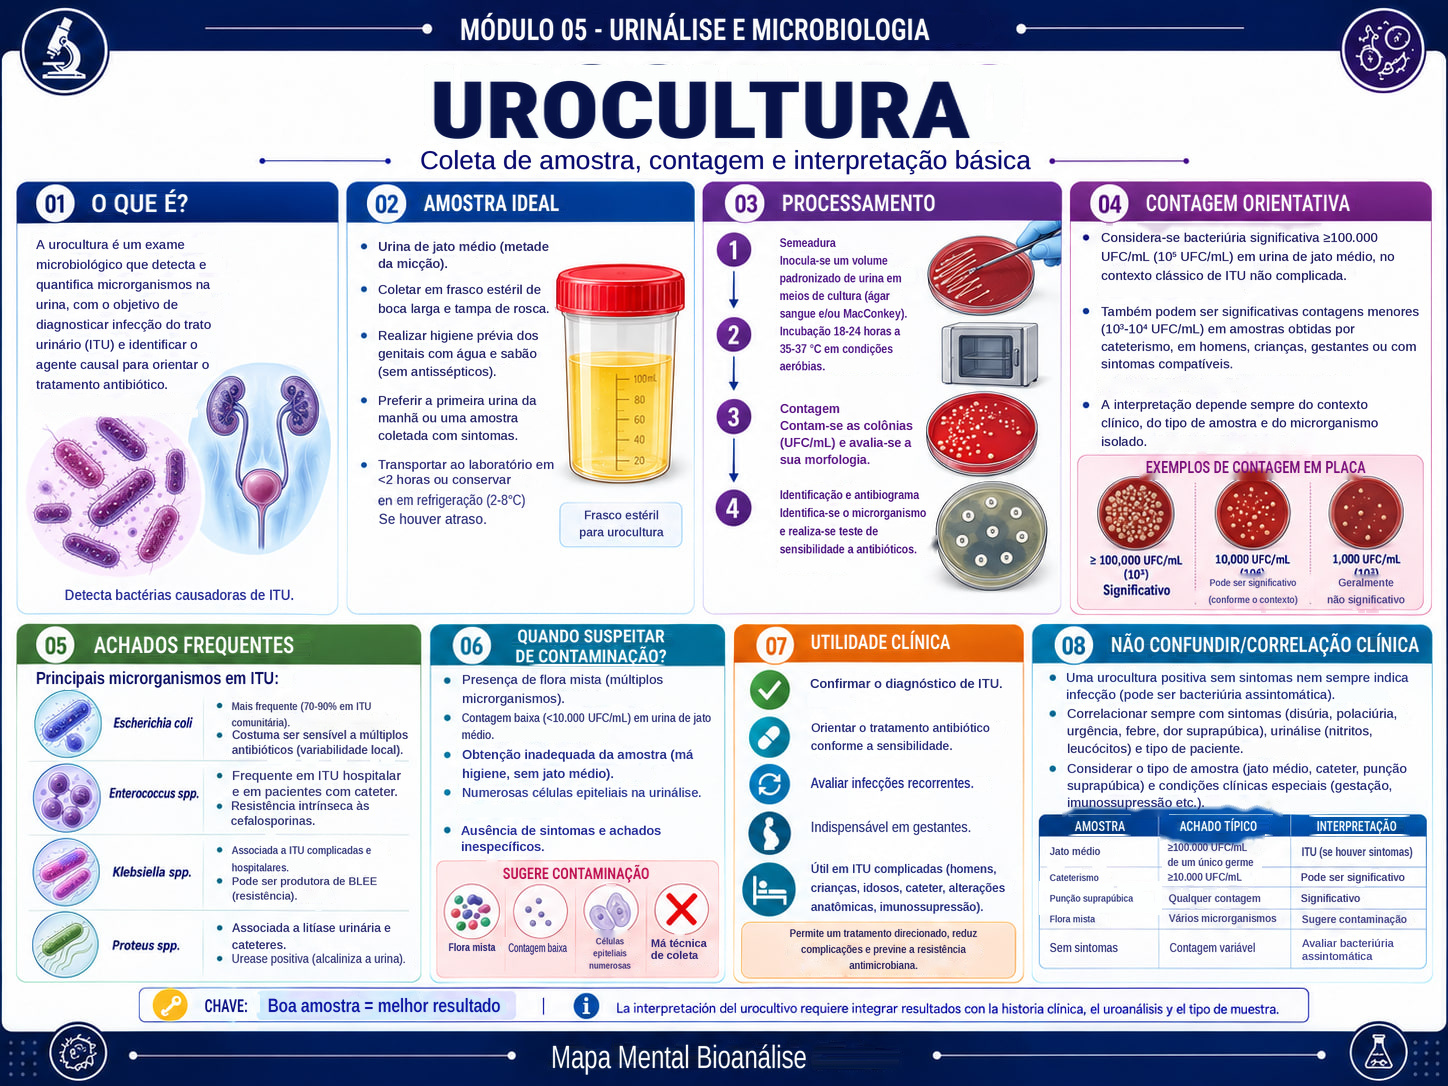 MÓDULO 05 - URINÁLISE E MICROBIOLOGIA
UROCULTURA
Coleta de amostra, contagem e interpretação básica
01 O QUE É?
A urocultura é um exame
microbiológico que detecta e
quantifica microrganismos na
urina, com o objetivo de
diagnosticar infecção do trato
urinário (ITU) e identificar o
agente causal para orientar o
tratamento antibiótico.
Detecta bactérias causadoras de ITU.
02 AMOSTRA IDEAL
• Urina de jato médio (metade
da micção).
• Coletar em frasco estéril de
boca larga e tampa de rosca.
• Realizar higiene prévia dos
genitais com água e sabão
(sem antissépticos).
• Preferir a primeira urina da
manhã ou uma amostra
coletada com sintomas.
• Transportar ao laboratório em
<2 horas ou conservar
en em refrigeração (2-8°C)
Se houver atraso.
100mL
80
60
40
20
Frasco estéril
para urocultura
03 PROCESSAMENTO
1
Semeadura
Inocula-se um volume
padronizado de urina em
meios de cultura (ágar
sangue e/ou MacConkey).
2
Incubação 18-24 horas a
35-37 °C em condições
aeróbias.
3
Contagem
Contam-se as colônias
(UFC/mL) e avalia-se a
sua morfologia.
4
Identificação e antibiograma
Identifica-se o microrganismo
e realiza-se teste de
sensibilidade a antibióticos.
04 CONTAGEM ORIENTATIVA
• Considera-se bacteriúria significativa ≥100.000
UFC/mL (10⁵ UFC/mL) em urina de jato médio, no
contexto clássico de ITU não complicada.
• Também podem ser significativas contagens menores
(10³-10⁴ UFC/mL) em amostras obtidas por
cateterismo, em homens, crianças, gestantes ou com
sintomas compatíveis.
• A interpretação depende sempre do contexto
clínico, do tipo de amostra e do microrganismo
isolado.
EXEMPLOS DE CONTAGEM EM PLACA
≥ 100,000 UFC/mL
Significativo
10,000 UFC/mL
Pode ser significativo
(conforme o contexto)
1,000 UFC/mL
Geralmente
não significativo
05 ACHADOS FREQUENTES
Principais microrganismos em ITU:
Escherichia coli
• Mais frequente (70-90% em ITU
comunitária).
• Costuma ser sensível a múltiplos
antibióticos (variabilidade local).
Enterococcus spp.
• Frequente em ITU hospitalar
e em pacientes com cateter.
• Resistência intrínseca às
cefalosporinas.
Klebsiella spp.
• Associada a ITU complicadas e
hospitalares.
• Pode ser produtora de BLEE
(resistência).
Proteus spp.
• Associada a litíase urinária e
cateteres.
• Urease positiva (alcaliniza a urina).
06 QUANDO SUSPEITAR
DE CONTAMINAÇÃO?
• Presença de flora mista (múltiplos
microrganismos).
• Contagem baixa (<10.000 UFC/mL) em urina de jato
médio.
• Obtenção inadequada da amostra (má
higiene, sem jato médio).
• Numerosas células epiteliais na urinálise.
• Ausência de sintomas e achados
inespecíficos.
SUGERE CONTAMINAÇÃO
Flora mista
Contagem baixa
Células
epiteliais
numerosas
Má técnica
de coleta
07 UTILIDADE CLÍNICA
Confirmar o diagnóstico de ITU.
Orientar o tratamento antibiótico
conforme a sensibilidade.
Avaliar infecções recorrentes.
Indispensável em gestantes.
Útil em ITU complicadas (homens,
crianças, idosos, cateter, alterações
anatômicas, imunossupressão).
Permite um tratamento direcionado, reduz
complicações e previne a resistência
antimicrobiana.
08 NÃO CONFUNDIR/CORRELAÇÃO CLÍNICA
• Uma urocultura positiva sem sintomas nem sempre indica
infecção (pode ser bacteriúria assintomática).
• Correlacionar sempre com sintomas (disúria, polaciúria,
urgência, febre, dor suprapúbica), urinálise (nitritos,
leucócitos) e tipo de paciente.
• Considerar o tipo de amostra (jato médio, cateter, punção
suprapúbica) e condições clínicas especiais (gestação,
imunossupressão etc.).
AMOSTRA ACHADO TÍPICO INTERPRETAÇÃO
Jato médio ≥100.000 UFC/mL
de um único germe ITU (se houver sintomas)
Cateterismo ≥10.000 UFC/mL Pode ser significativo
Punção suprapúbica Qualquer contagem Significativo
Flora mista Vários microrganismos Sugere contaminação
Sem sintomas Contagem variável Avaliar bacteriúria
assintomática
CHAVE: Boa amostra = melhor resultado
La interpretación del urocultivo requiere integrar resultados con la historia clínica, el uroanálisis y el tipo de muestra.
Mapa Mental Bioanálise